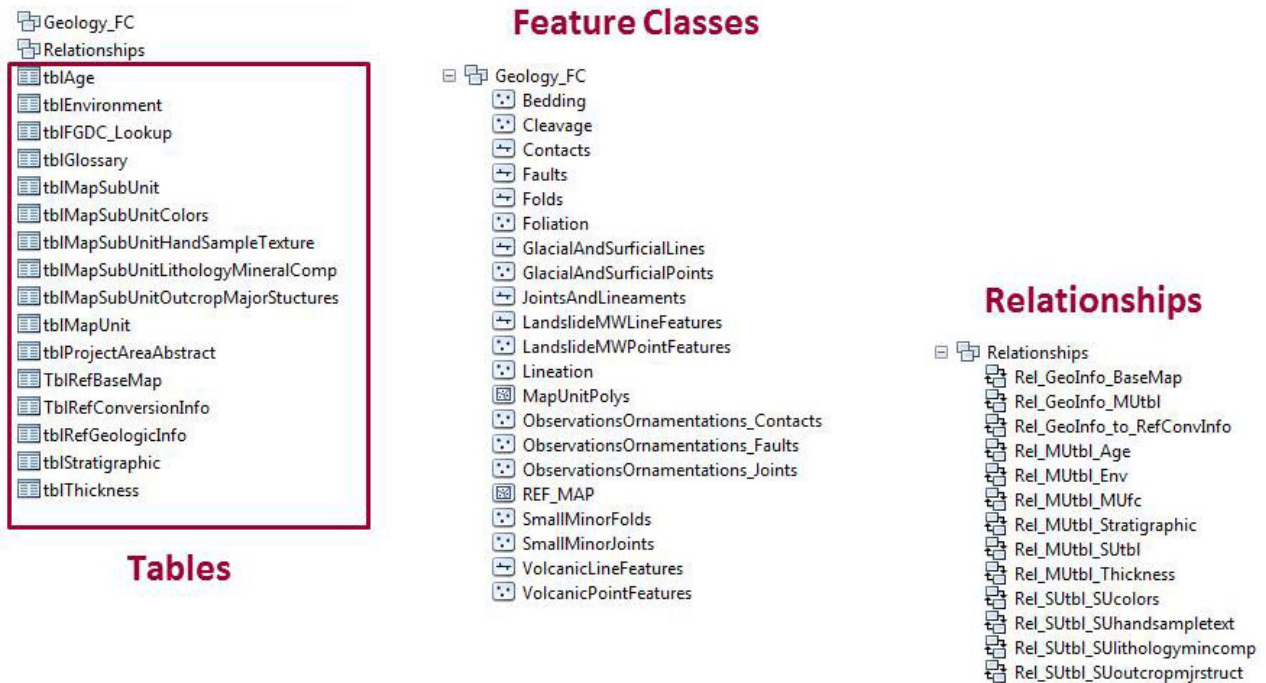 Geology_FC
Relationships
tblAge
tblEnvironment
tblFGDC_Lookup
tblGlossary
tblMapSubUnit
tblMapSubUnitColors
tblMapSubUnitHandSampleTexture
tblMapSubUnitLithologyMineralComp
tblMapSubUnitOutcropMajorStuctures
tblMapUnit
tblProjectAreaAbstract
TblRefBaseMap
TblRefConversionInfo
tblRefGeologicInfo
tblStratigraphic
tblThickness
Tables
Feature Classes
Geology_FC
Bedding
Cleavage
Contacts
Faults
Folds
Foliation
GlacialAndSurficialLines
GlacialAndSurficialPoints
JointsAndLineaments
LandslideMWLineFeatures
LandslideMWPointFeatures
Lineation
MapUnitPolys
ObservationsOrnamentations_Contacts
ObservationsOrnamentations_Faults
ObservationsOrnamentations_Joints
REF_MAP
SmallMinorFolds
SmallMinorJoints
VolcanicLineFeatures
VolcanicPointFeatures
Relationships
Relationships
Rel_GeoInfo_BaseMap
Rel_GeoInfo_MUtbl
Rel_GeoInfo_to_RefConvInfo
Rel_MUtbl_Age
Rel_MUtbl_Env
Rel_MUtbl_MUfc
Rel_MUtbl_Stratigraphic
Rel_MUtbl_SUtbl
Rel_MUtbl_Thickness
Rel_SUtbl_SUcolors
Rel_SUtbl_SUhandsampletext
Rel_SUtbl_SUlithologymincomp
Rel_SUtbl_SUoutcropmjrstruct